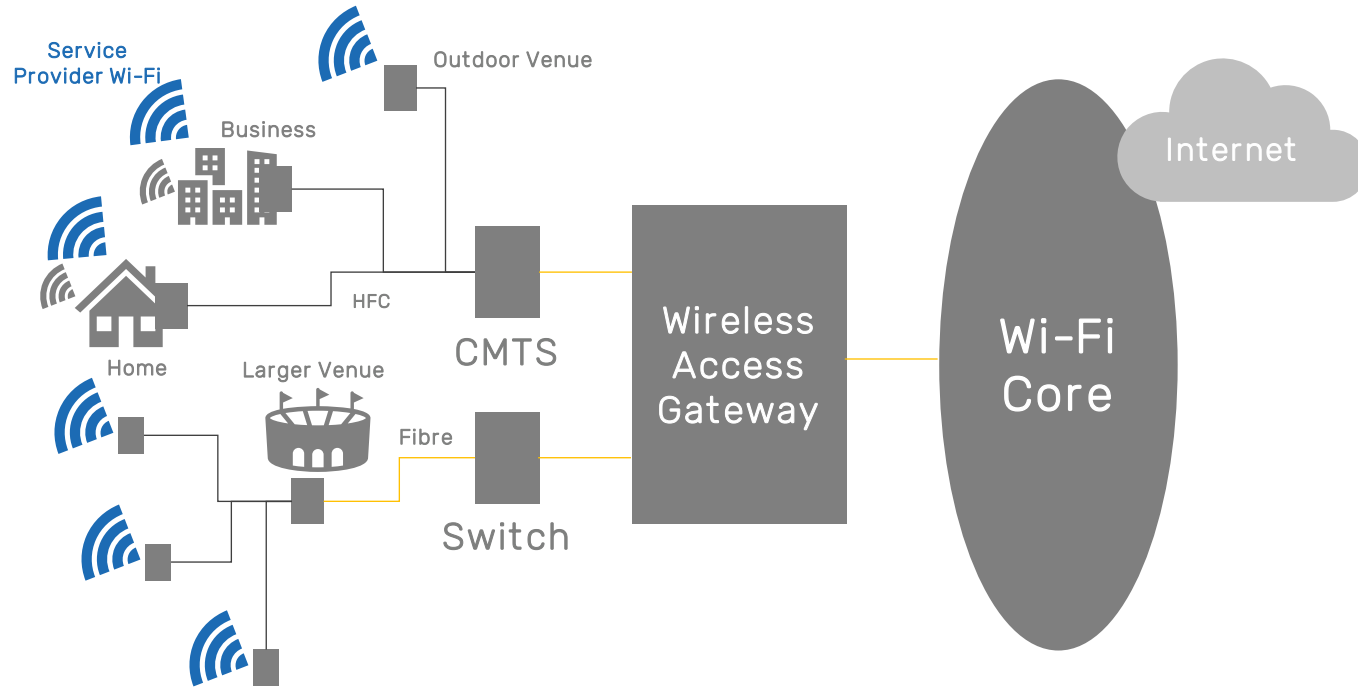 Service
Provider Wi-Fi
Outdoor Venue
Business
Internet
HFC
Home
CMTS
Wireless
Access
Gateway
Wi-Fi
Core
Larger Venue
Fibre
Switch